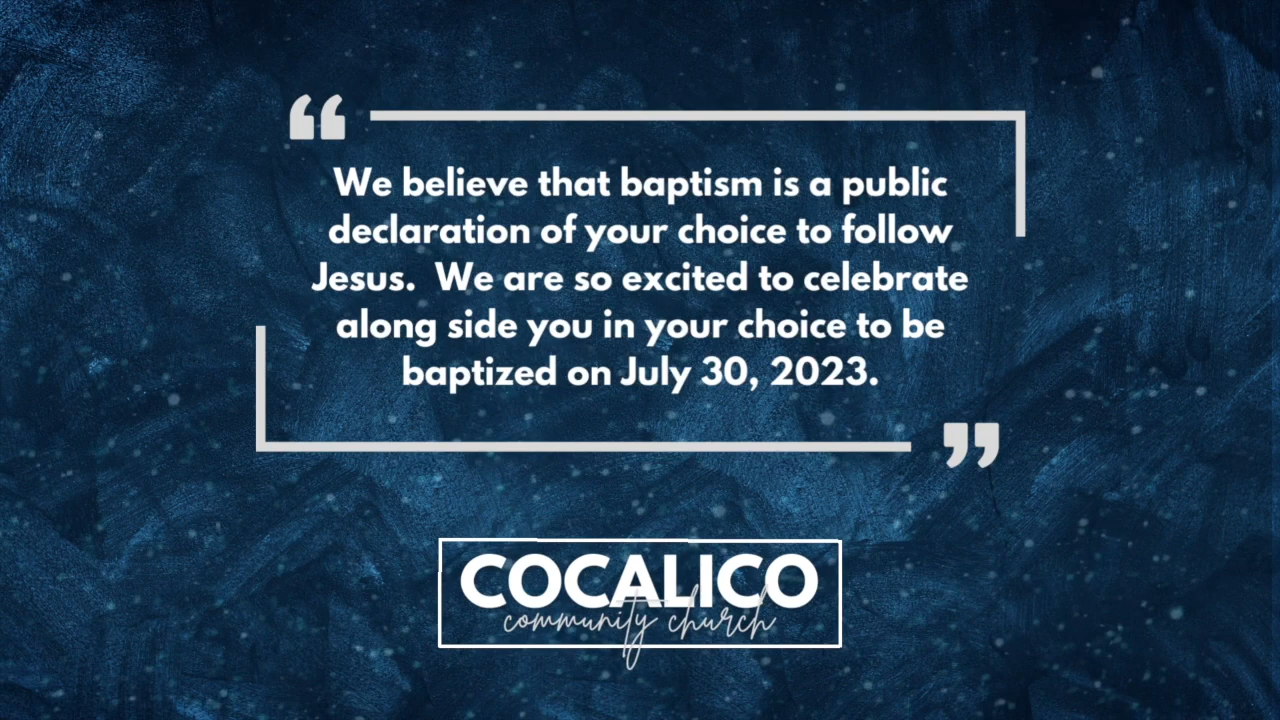 “
We believe that baptism is a public
declaration of your choice to follow
Jesus.  We are so excited to celebrate
along side you in your choice to be
baptized on July 30, 2023.
”
COCALICO
community church